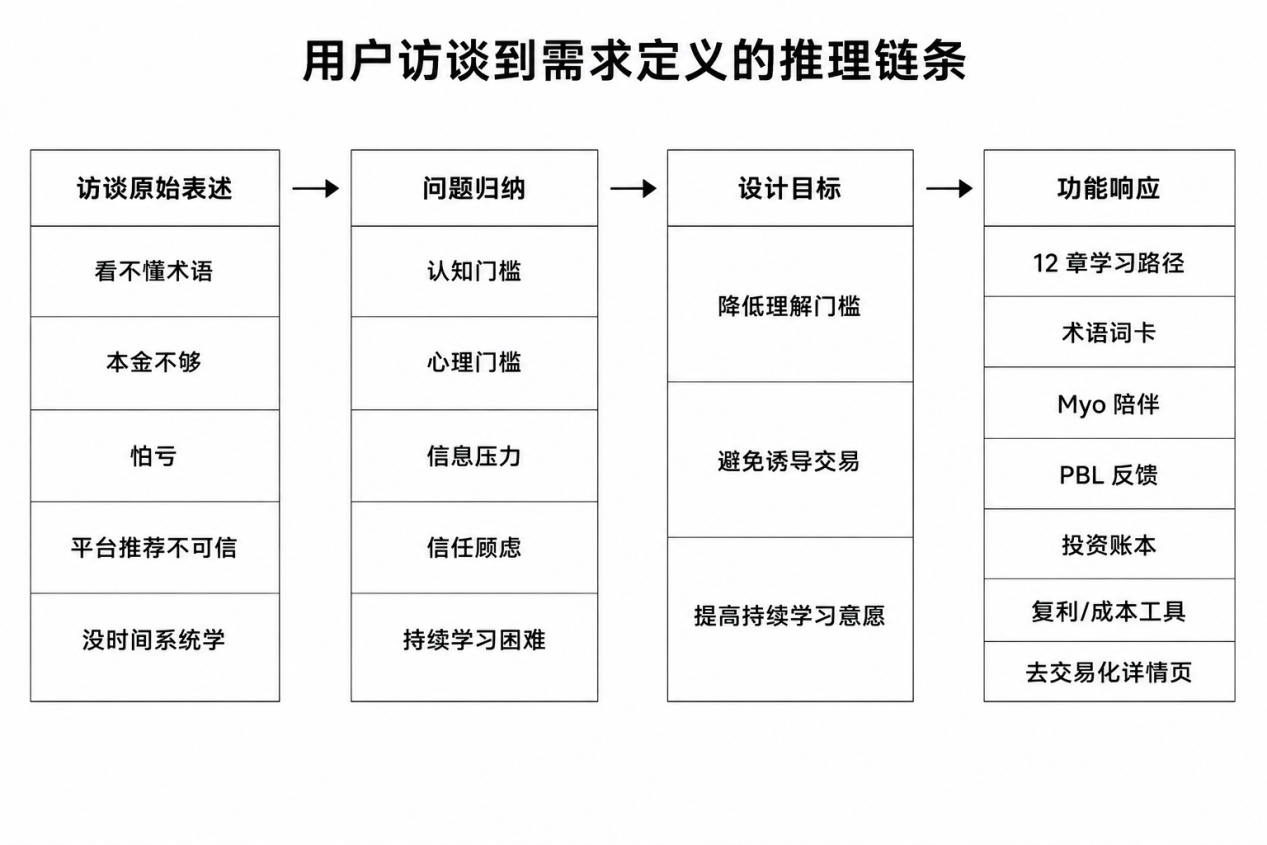 用户访谈到需求定义的推理链条
访谈原始表述
看不懂术语
本金不够
怕亏
平台推荐不可信
没时间系统学
问题归纳
认知门槛
心理门槛
信息压力
信任顾虑
持续学习困难
设计目标
降低理解门槛
避免诱导交易
提高持续学习意愿
功能响应
12 章学习路径
术语词卡
Myo 陪伴
PBL 反馈
投资账本
复利/成本工具
去交易化详情页